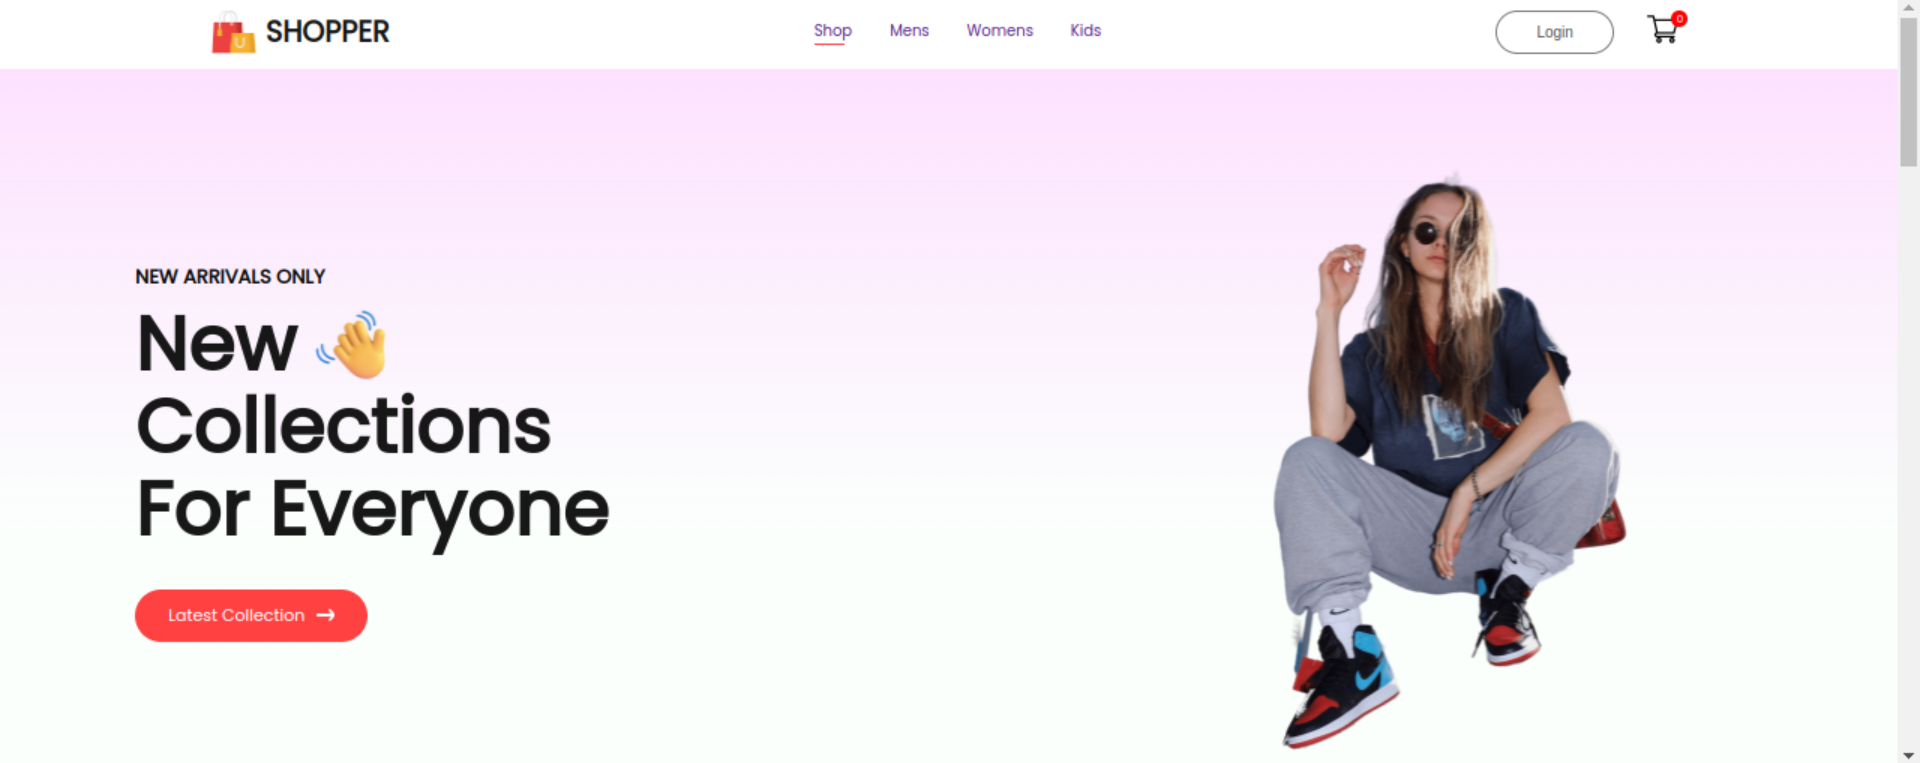 SHOPPER
Shop
Mens
Womens
Kids
Login
0
NEW ARRIVALS ONLY
New 👋
Collections
For Everyone
Latest Collection →